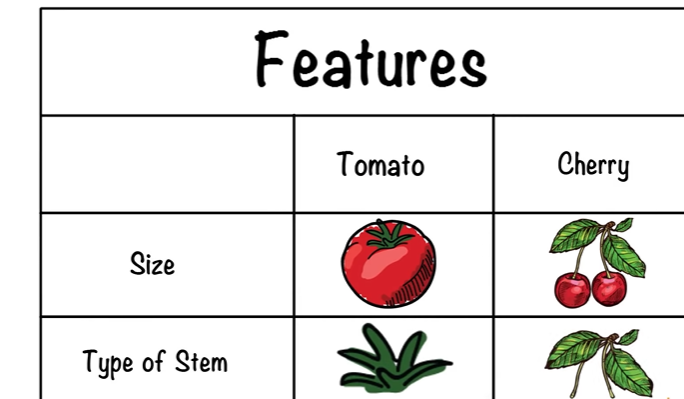 Features
Tomato
Cherry
Size
Type of Stem